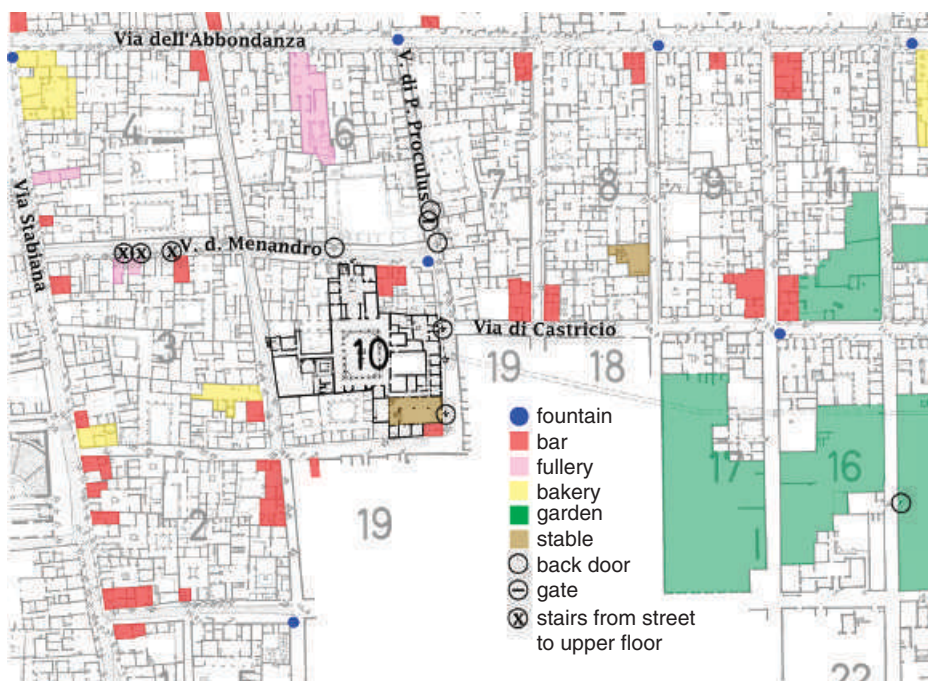 Via dell'Abbondanza
V. di P. Proculus
4
6
7
8
9
11
Via Stabiana
V. d. Menandro
Via di Castricio
3
10
19
18
fountain
bar
fullery
bakery
garden
stable
back door
gate
stairs from street
to upper floor
17
16
2
19
22